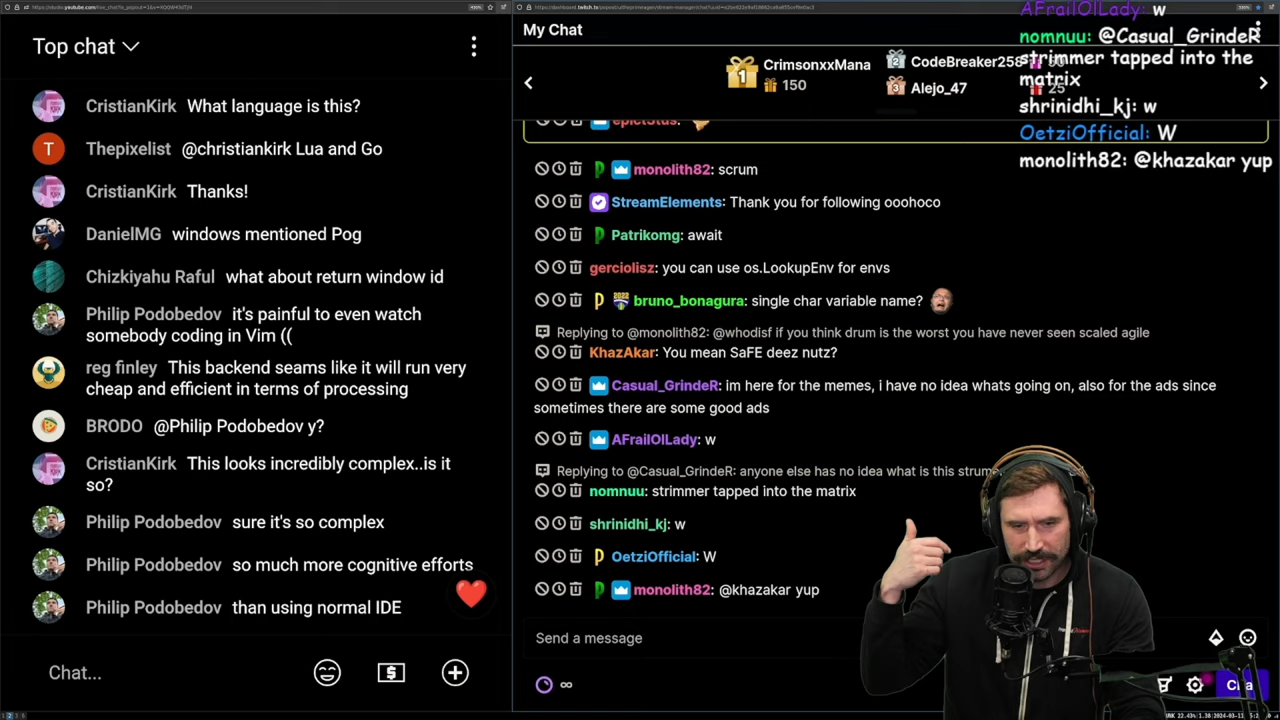 Top chat
CristianKirk What language is this?
T Thepixelist @christiankirk Lua and Go
CristianKirk Thanks!
DanielMG windows mentioned Pog
Chizkiyahu Raful what about return window id
Philip Podobedov it's painful to even watch
somebody coding in Vim ((
reg finley This backend seams like it will run very
cheap and efficient in terms of processing
BRODO @Philip Podobedov y?
CristianKirk This looks incredibly complex..is it
so?
Philip Podobedov sure it's so complex
Philip Podobedov so much more cognitive efforts
Philip Podobedov than using normal IDE
Chat...
My Chat
1 CrimsonxxMana
150
2 CodeBreaker258
3 Alejo_47
25
epict3tus:
monolith82: scrum
StreamElements: Thank you for following ooohoco
Patrikomg: await
gerciolisz: you can use os.LookupEnv for envs
2022 bruno_bonagura: single char variable name?
Replying to @monolith82: @whodisf if you think drum is the worst you have never seen scaled agile
KhazAkar: You mean SaFE deez nutz?
Casual_GrindeR: im here for the memes, i have no idea whats going on, also for the ads since
sometimes there are some good ads
AFrailOlLady: w
Replying to @Casual_GrindeR: anyone else has no idea what is this
nomnuu: strimmer tapped into the matrix
shrinidhi_kj: w
OetziOfficial: W
monolith82: @khazakar yup
Send a message
∞
AFrailOlLady: w
nomnuu: @Casual_GrindeR
strimmer tapped into the
matrix
shrinidhi_kj: w
OetziOfficial: W
monolith82: @khazakar yup